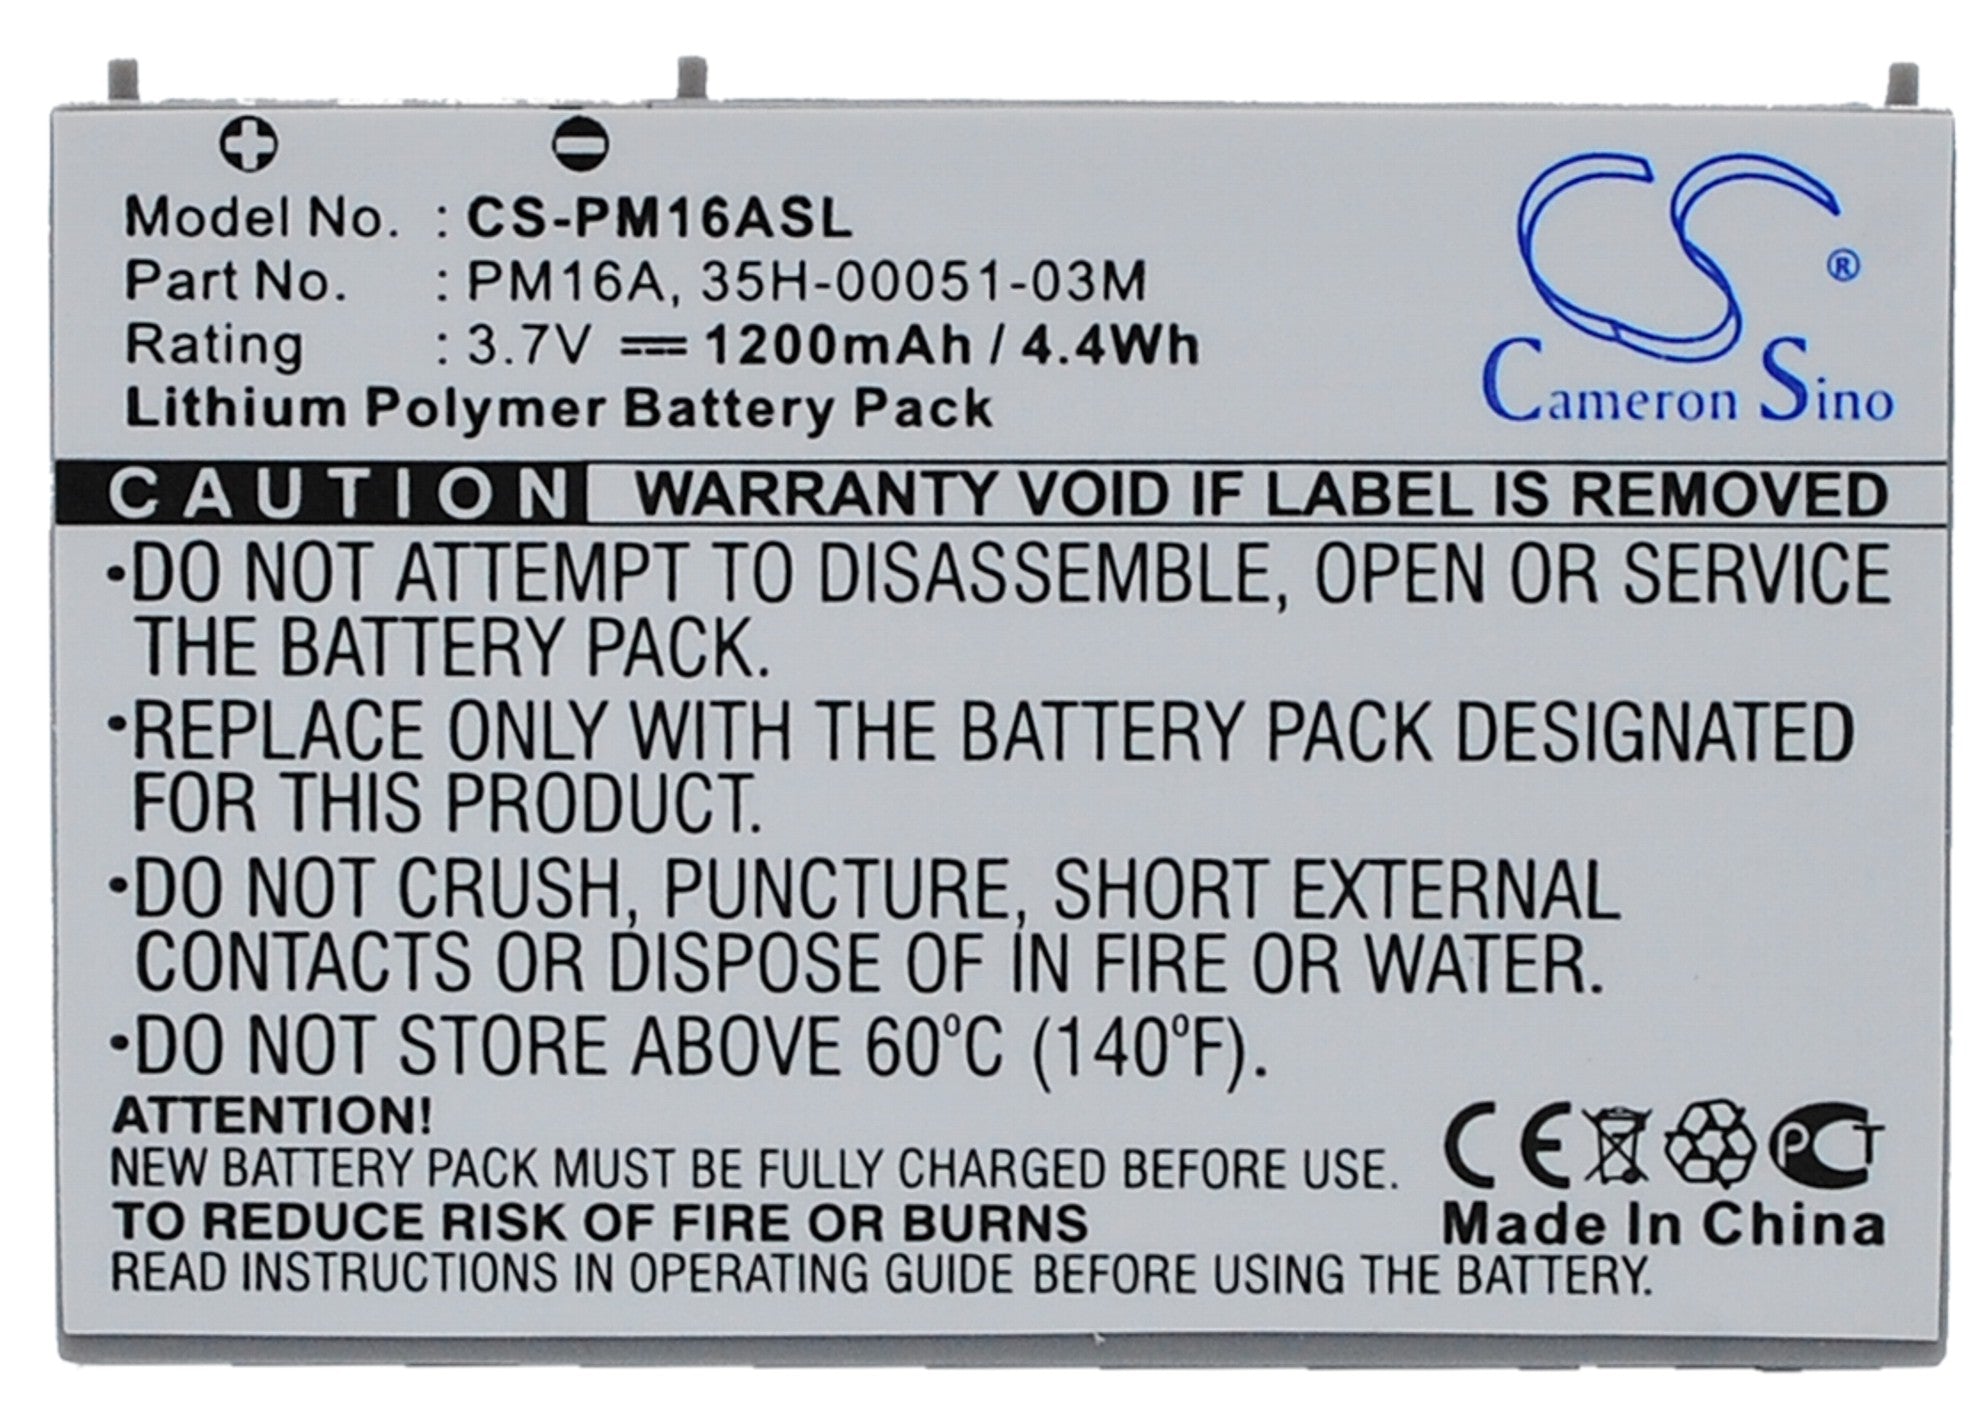 Model No. : CS-PM16ASL
Part No. : PM16A, 35H-00051-03M
Rating : 3.7V ⎓ 1200mAh / 4.4Wh
Lithium Polymer Battery Pack
CS ®
Cameron Sino
CAUTION WARRANTY VOID IF LABEL IS REMOVED
•DO NOT ATTEMPT TO DISASSEMBLE, OPEN OR SERVICE
THE BATTERY PACK.
•REPLACE ONLY WITH THE BATTERY PACK DESIGNATED
FOR THIS PRODUCT.
•DO NOT CRUSH, PUNCTURE, SHORT EXTERNAL
CONTACTS OR DISPOSE OF IN FIRE OR WATER.
•DO NOT STORE ABOVE 60°C (140°F).
ATTENTION!
NEW BATTERY PACK MUST BE FULLY CHARGED BEFORE USE.
TO REDUCE RISK OF FIRE OR BURNS
READ INSTRUCTIONS IN OPERATING GUIDE BEFORE USING THE BATTERY.
CE PCT
Made In China